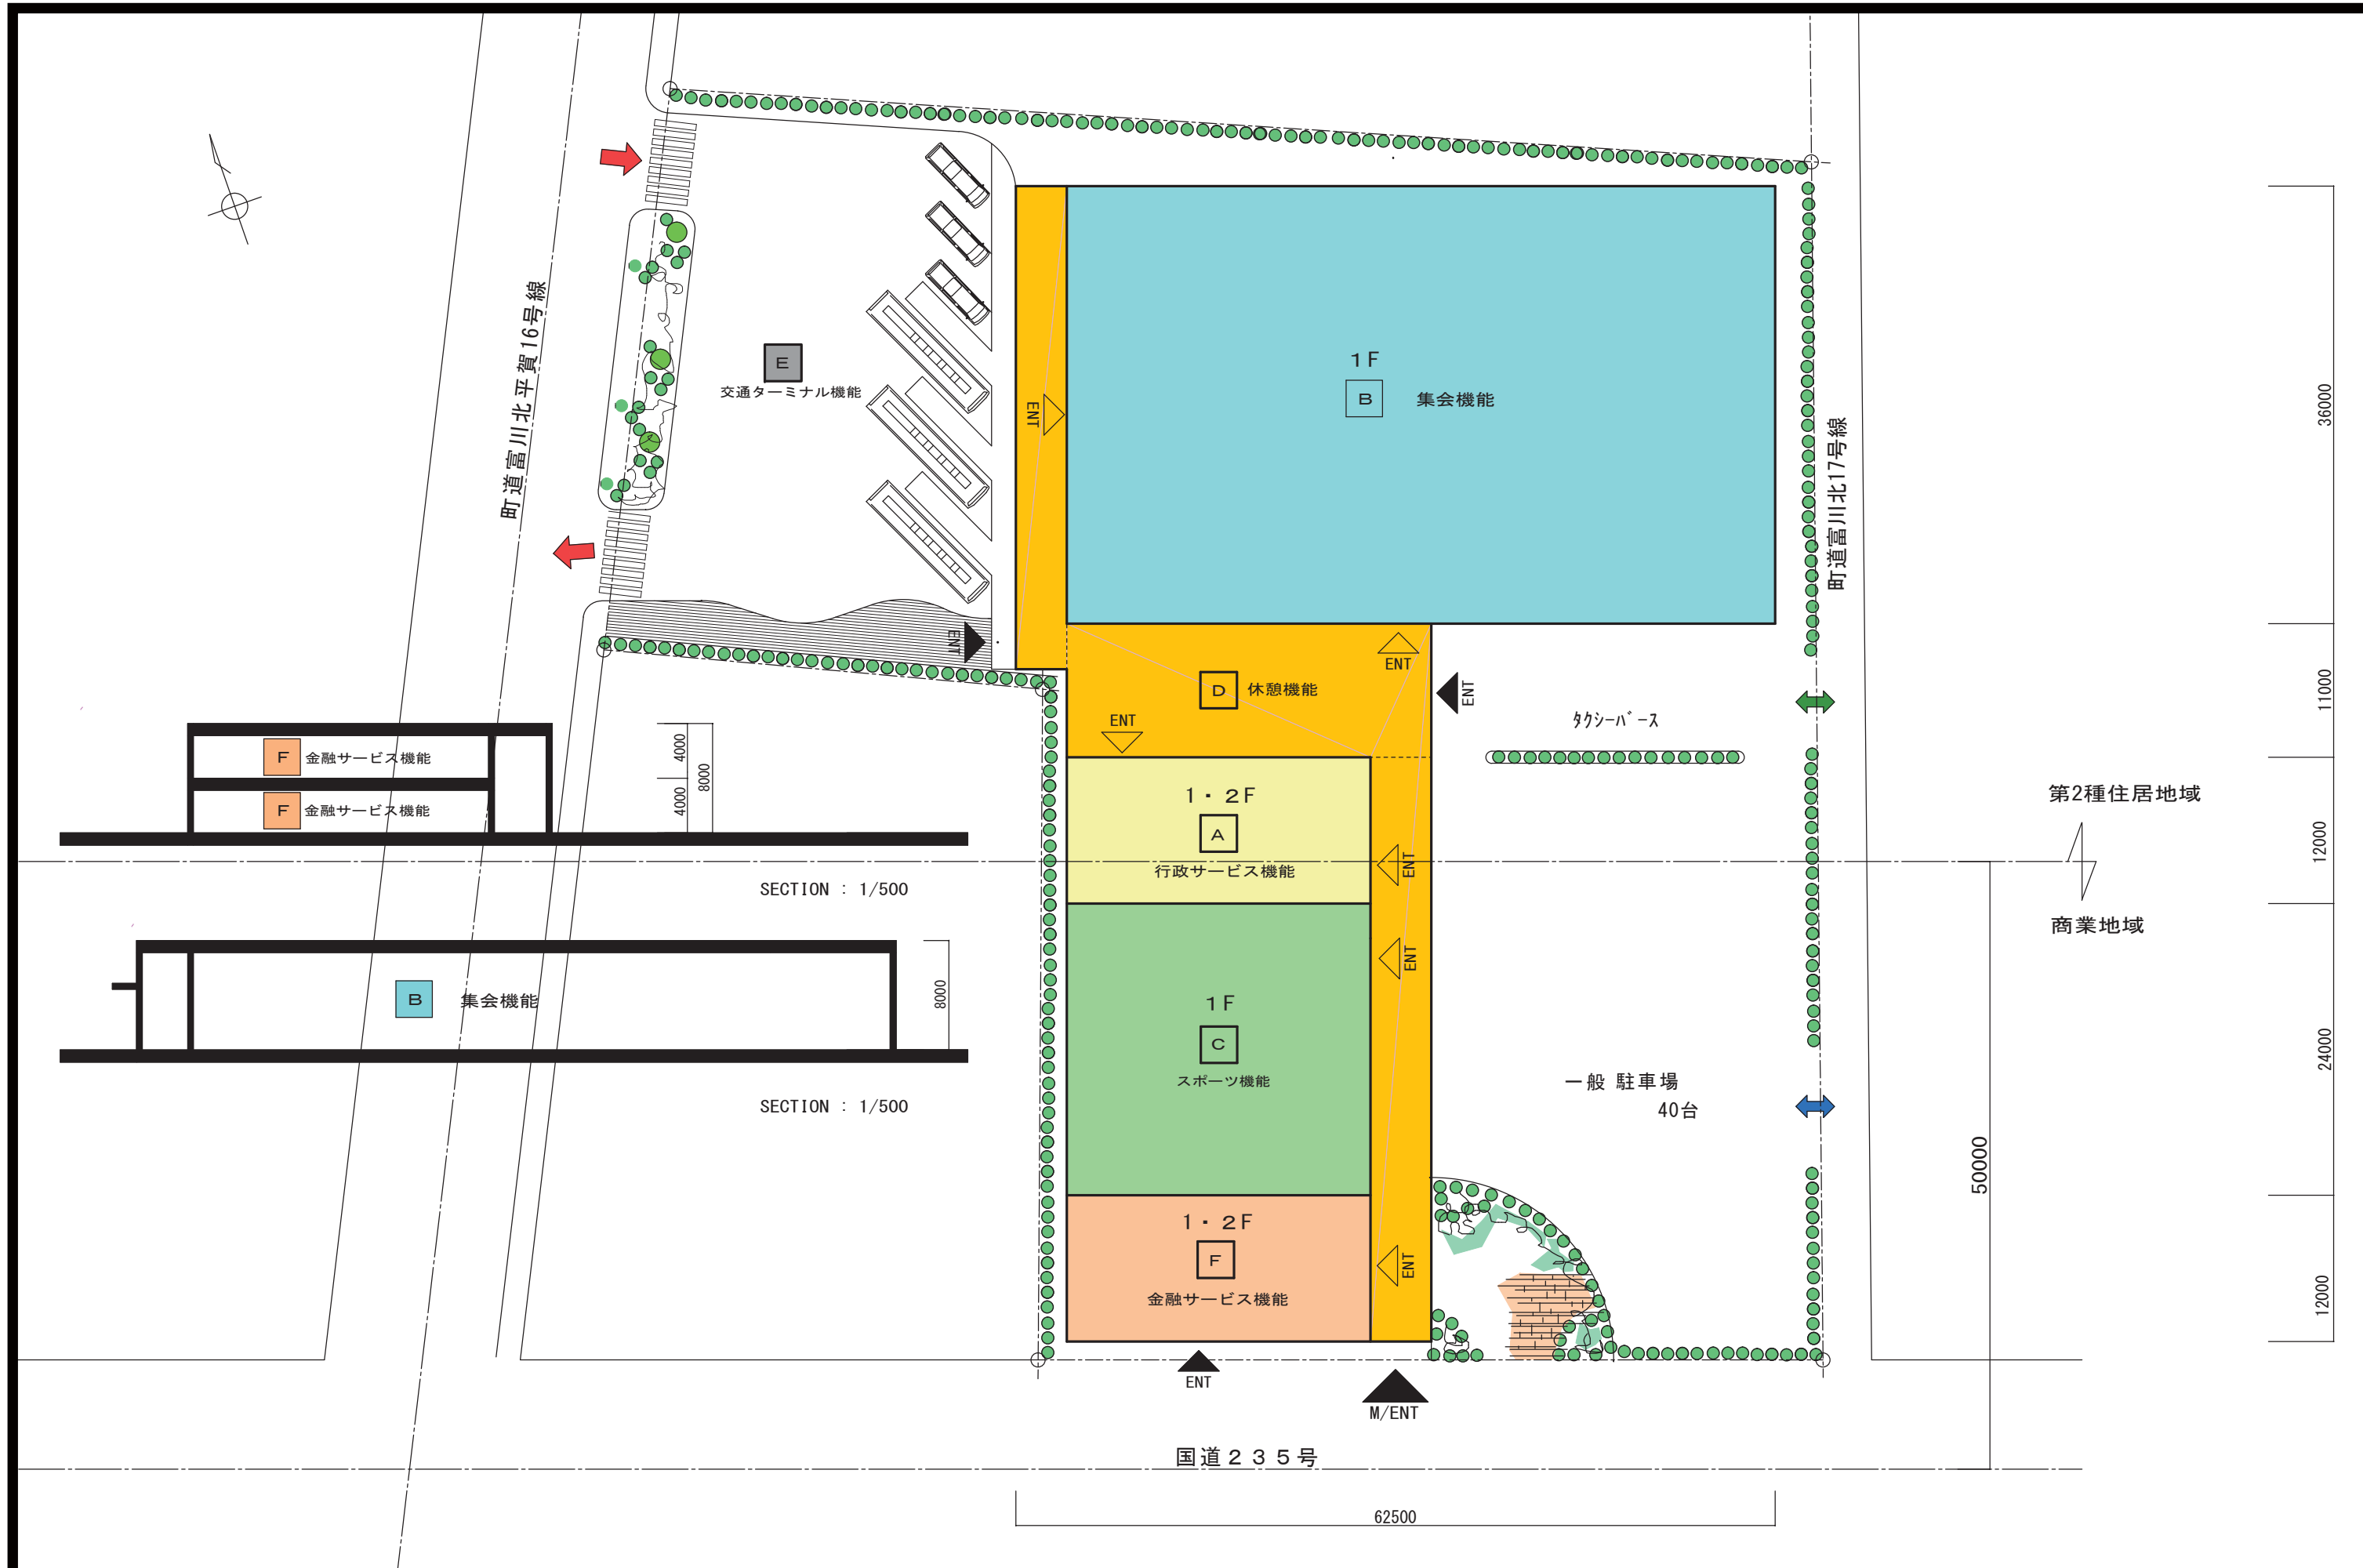 町道富川北平賀16号線
E
交通ターミナル機能
ENT
1F
B 集会機能
町道富川北17号線
36000
ENT
D 休憩機能
ENT
ENT
ENT
タクシーバース
11000
F 金融サービス機能
F 金融サービス機能
4000
4000
8000
1・2F
A
行政サービス機能
ENT
第2種住居地域
商業地域
12000
SECTION : 1/500
B 集会機能
8000
SECTION : 1/500
ENT
1F
C
スポーツ機能
一般 駐車場
40台
24000
50000
1・2F
F
金融サービス機能
ENT
12000
ENT
M/ENT
国道235号
62500